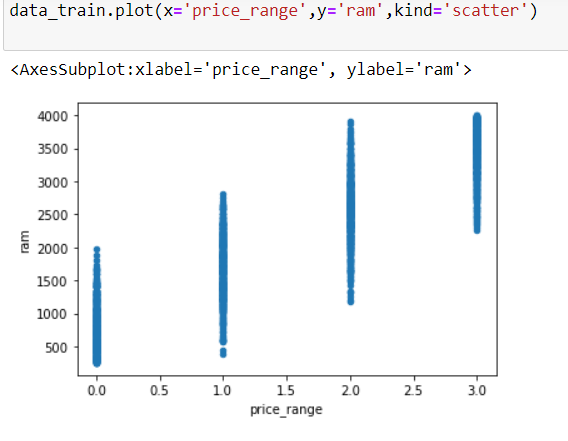 data_train.plot(x='price_range',y='ram',kind='scatter')
<AxesSubplot:xlabel='price_range', ylabel='ram'>
4000
3500
3000
2500
2000
1500
1000
500
ram
0.0 0.5 1.0 1.5 2.0 2.5 3.0
price_range